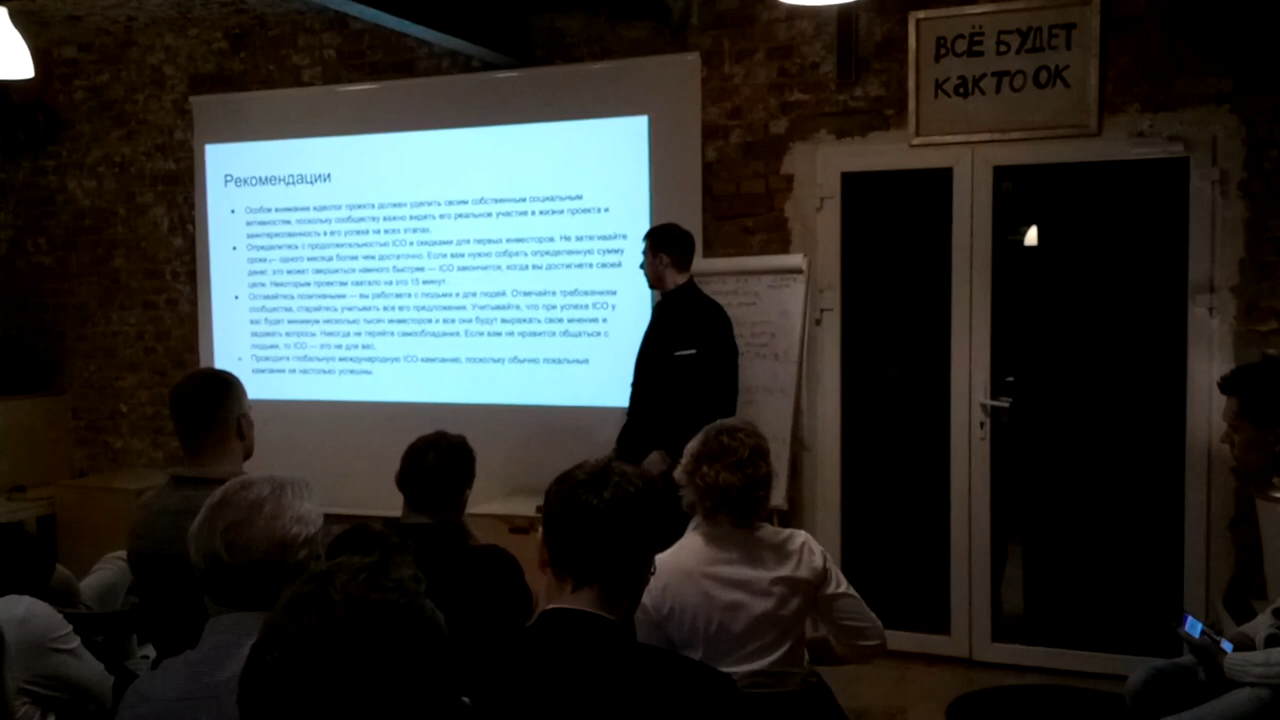 ВСЁ БУДЕТ
КАКТО ОК
Рекомендации
Особое внимание идеолог проекта должен уделить своим собственным социальным
активностям, поскольку сообществу важно видеть его реальное участие в жизни проекта и
заинтересованность в его успехе на всех этапах.
Определитесь с продолжительностью ICO и скидками для первых инвесторов. Не затягивайте
сроки — одного месяца более чем достаточно. Если вам нужно собрать определенную сумму
денег, это может свершиться намного быстрее — ICO закончится, когда вы достигнете своей
цели. Некоторым проектам хватало на это 15 минут.
Оставайтесь позитивными — вы работаете с людьми и для людей. Отвечайте требованиям
сообщества, старайтесь учитывать все его предложения. Учитывайте, что при успехе ICO у
вас будет минимум несколько тысяч инвесторов и все они будут выражать свое мнение и
задавать вопросы. Никогда не теряйте самообладания. Если вам не нравится общаться с
людьми, то ICO — это не для вас.
Проводите глобальную международную ICO-кампанию, поскольку обычно локальные
кампании не настолько успешны.